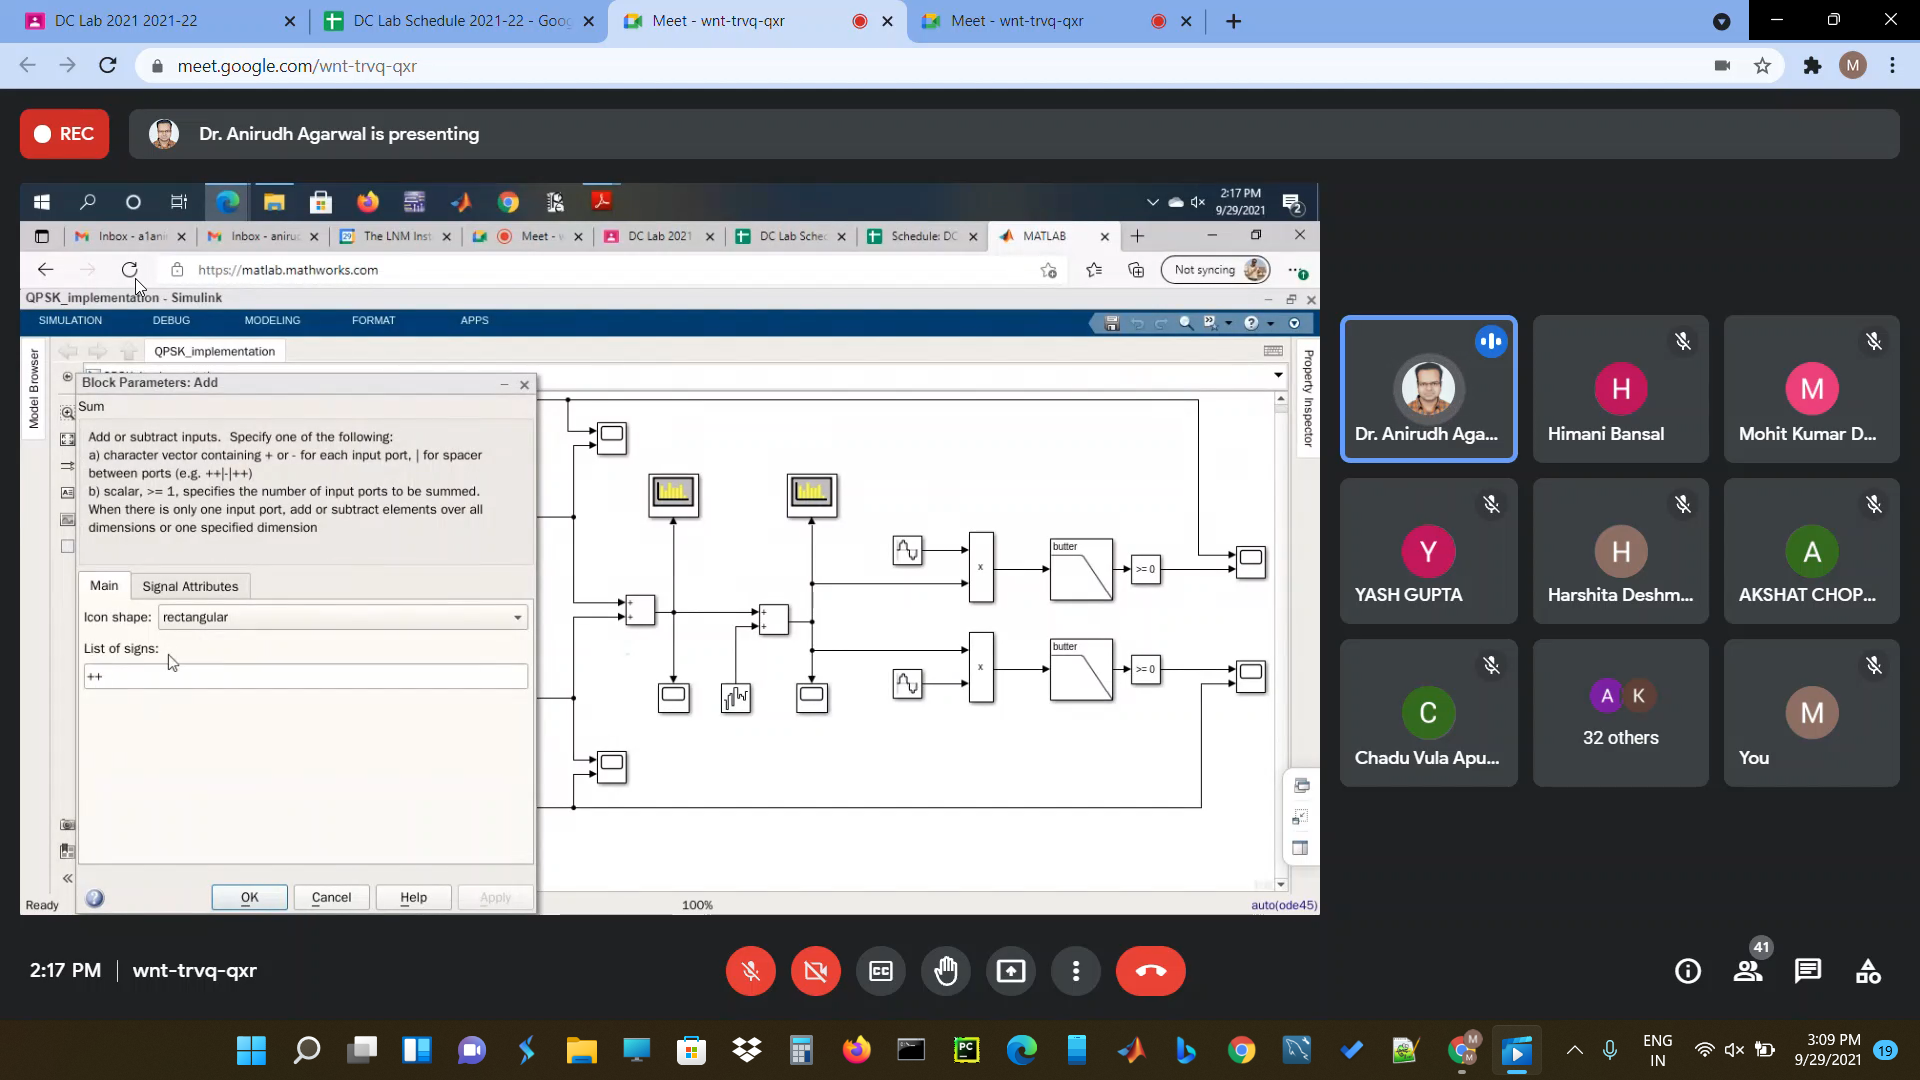 DC Lab 2021 2021-22
DC Lab Schedule 2021-22 - Goo
Meet - wnt-trvq-qxr
Meet - wnt-trvq-qxr
meet.google.com/wnt-trvq-qxr
M
REC
Dr. Anirudh Agarwal is presenting
2:17 PM
9/29/2021
2
Inbox - a1ani
Inbox - aniruc
The LNM Inst
Meet - w
DC Lab 2021
DC Lab Sched
Schedule: DC
MATLAB
https://matlab.mathworks.com
Not syncing
QPSK_implementation - Simulink
SIMULATION
DEBUG
MODELING
FORMAT
APPS
Model Browser
QPSK_implementation
Property Inspector
Block Parameters: Add
Sum
Add or subtract inputs. Specify one of the following:
a) character vector containing + or - for each input port, | for spacer
between ports (e.g. ++|-|++)
b) scalar, >= 1, specifies the number of input ports to be summed.
When there is only one input port, add or subtract elements over all
dimensions or one specified dimension
Main
Signal Attributes
Icon shape:
rectangular
List of signs:
++
OK
Cancel
Help
Apply
butter
x
>= 0
+
+
+
+
butter
x
>= 0
Ready
100%
auto(ode45)
Dr. Anirudh Aga...
H
Himani Bansal
M
Mohit Kumar D...
Y
YASH GUPTA
H
Harshita Deshm...
A
AKSHAT CHOP...
C
Chadu Vula Apu...
A K
32 others
M
You
2:17 PM
wnt-trvq-qxr
CC
41
PC
M
M
ENG
IN
3:09 PM
9/29/2021
19